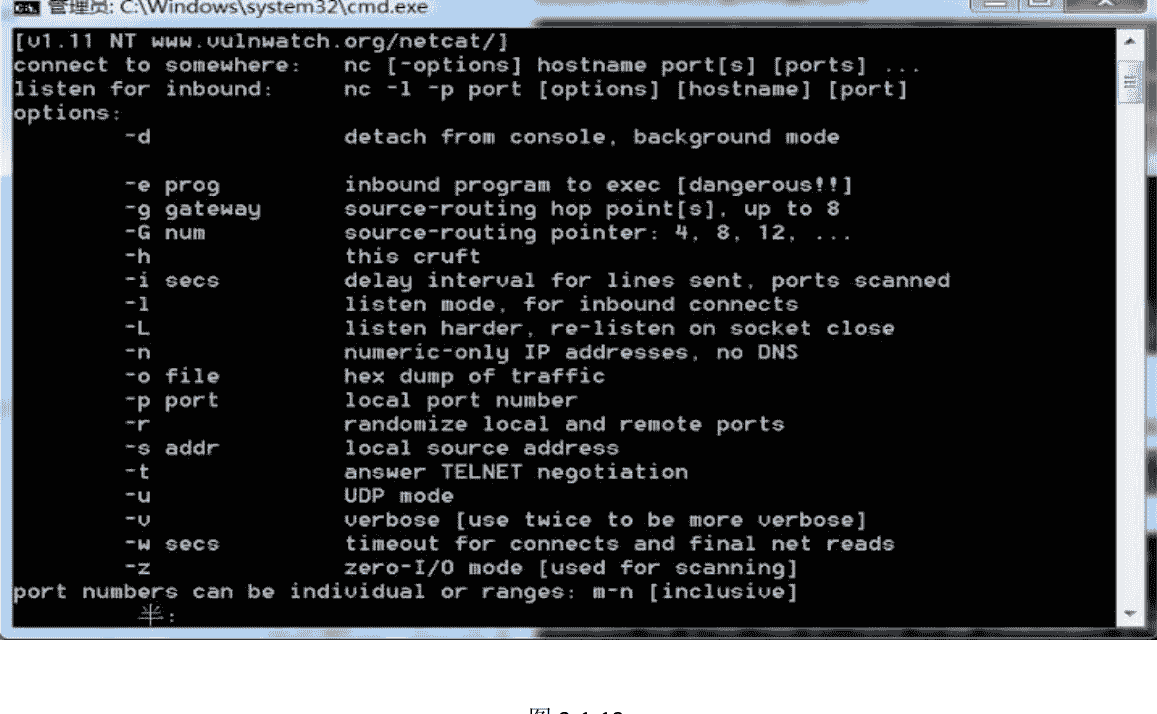 管理员: C:\Windows\system32\cmd.exe
[v1.11 NT www.vulnwatch.org/netcat/]
connect to somewhere: nc [-options] hostname port[s] [ports] ...
listen for inbound: nc -l -p port [options] [hostname] [port]
options:
-d detach from console, background mode
-e prog inbound program to exec [dangerous!!]
-g gateway source-routing hop point[s], up to 8
-G num source-routing pointer: 4, 8, 12, ...
-h this cruft
-i secs delay interval for lines sent, ports scanned
-l listen mode, for inbound connects
-L listen harder, re-listen on socket close
-n numeric-only IP addresses, no DNS
-o file hex dump of traffic
-p port local port number
-r randomize local and remote ports
-s addr local source address
-t answer TELNET negotiation
-u UDP mode
-v verbose [use twice to be more verbose]
-w secs timeout for connects and final net reads
-z zero-I/O mode [used for scanning]
port numbers can be individual or ranges: m-n [inclusive]
半: